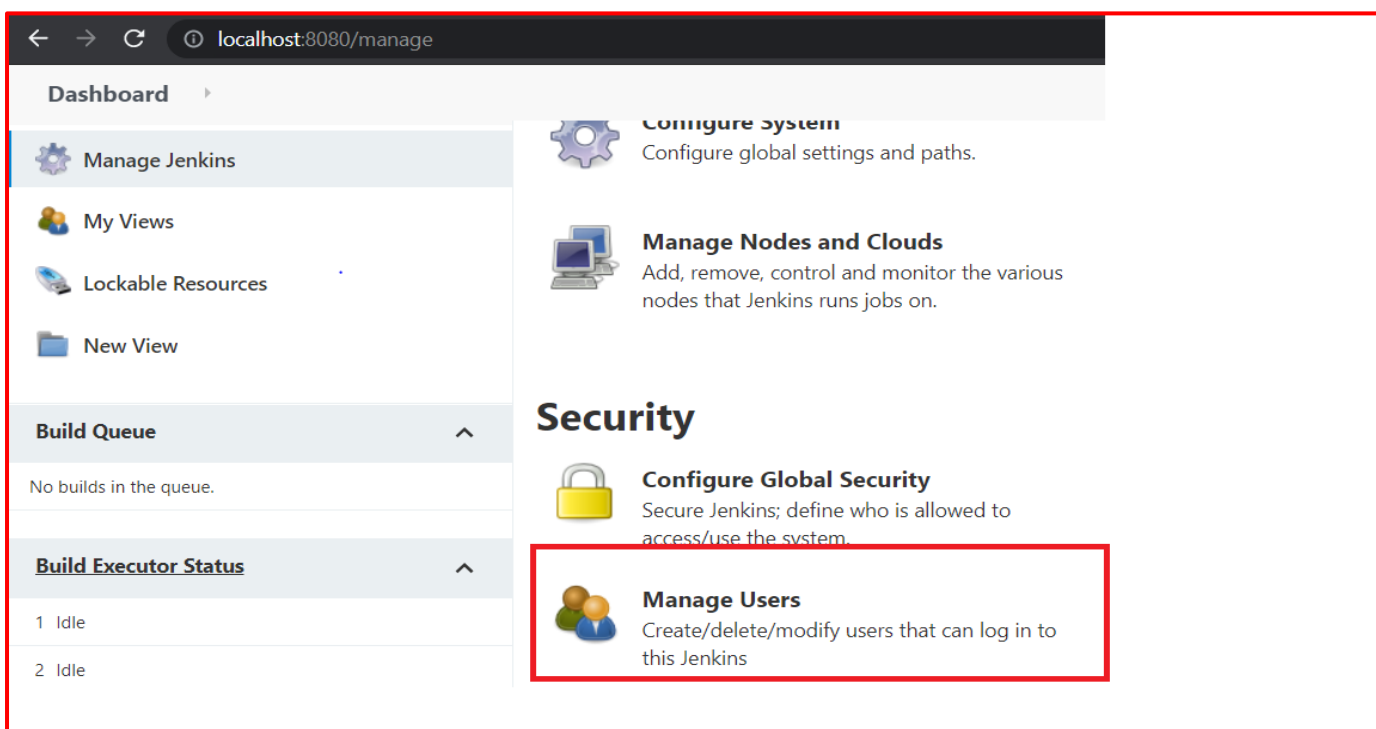 localhost:8080/manage
Dashboard
Manage Jenkins
My Views
Lockable Resources
New View
Build Queue
No builds in the queue.
Build Executor Status
1 Idle
2 Idle
Configure System
Configure global settings and paths.
Manage Nodes and Clouds
Add, remove, control and monitor the various
nodes that Jenkins runs jobs on.
Security
Configure Global Security
Secure Jenkins; define who is allowed to
access/use the system.
Manage Users
Create/delete/modify users that can log in to
this Jenkins